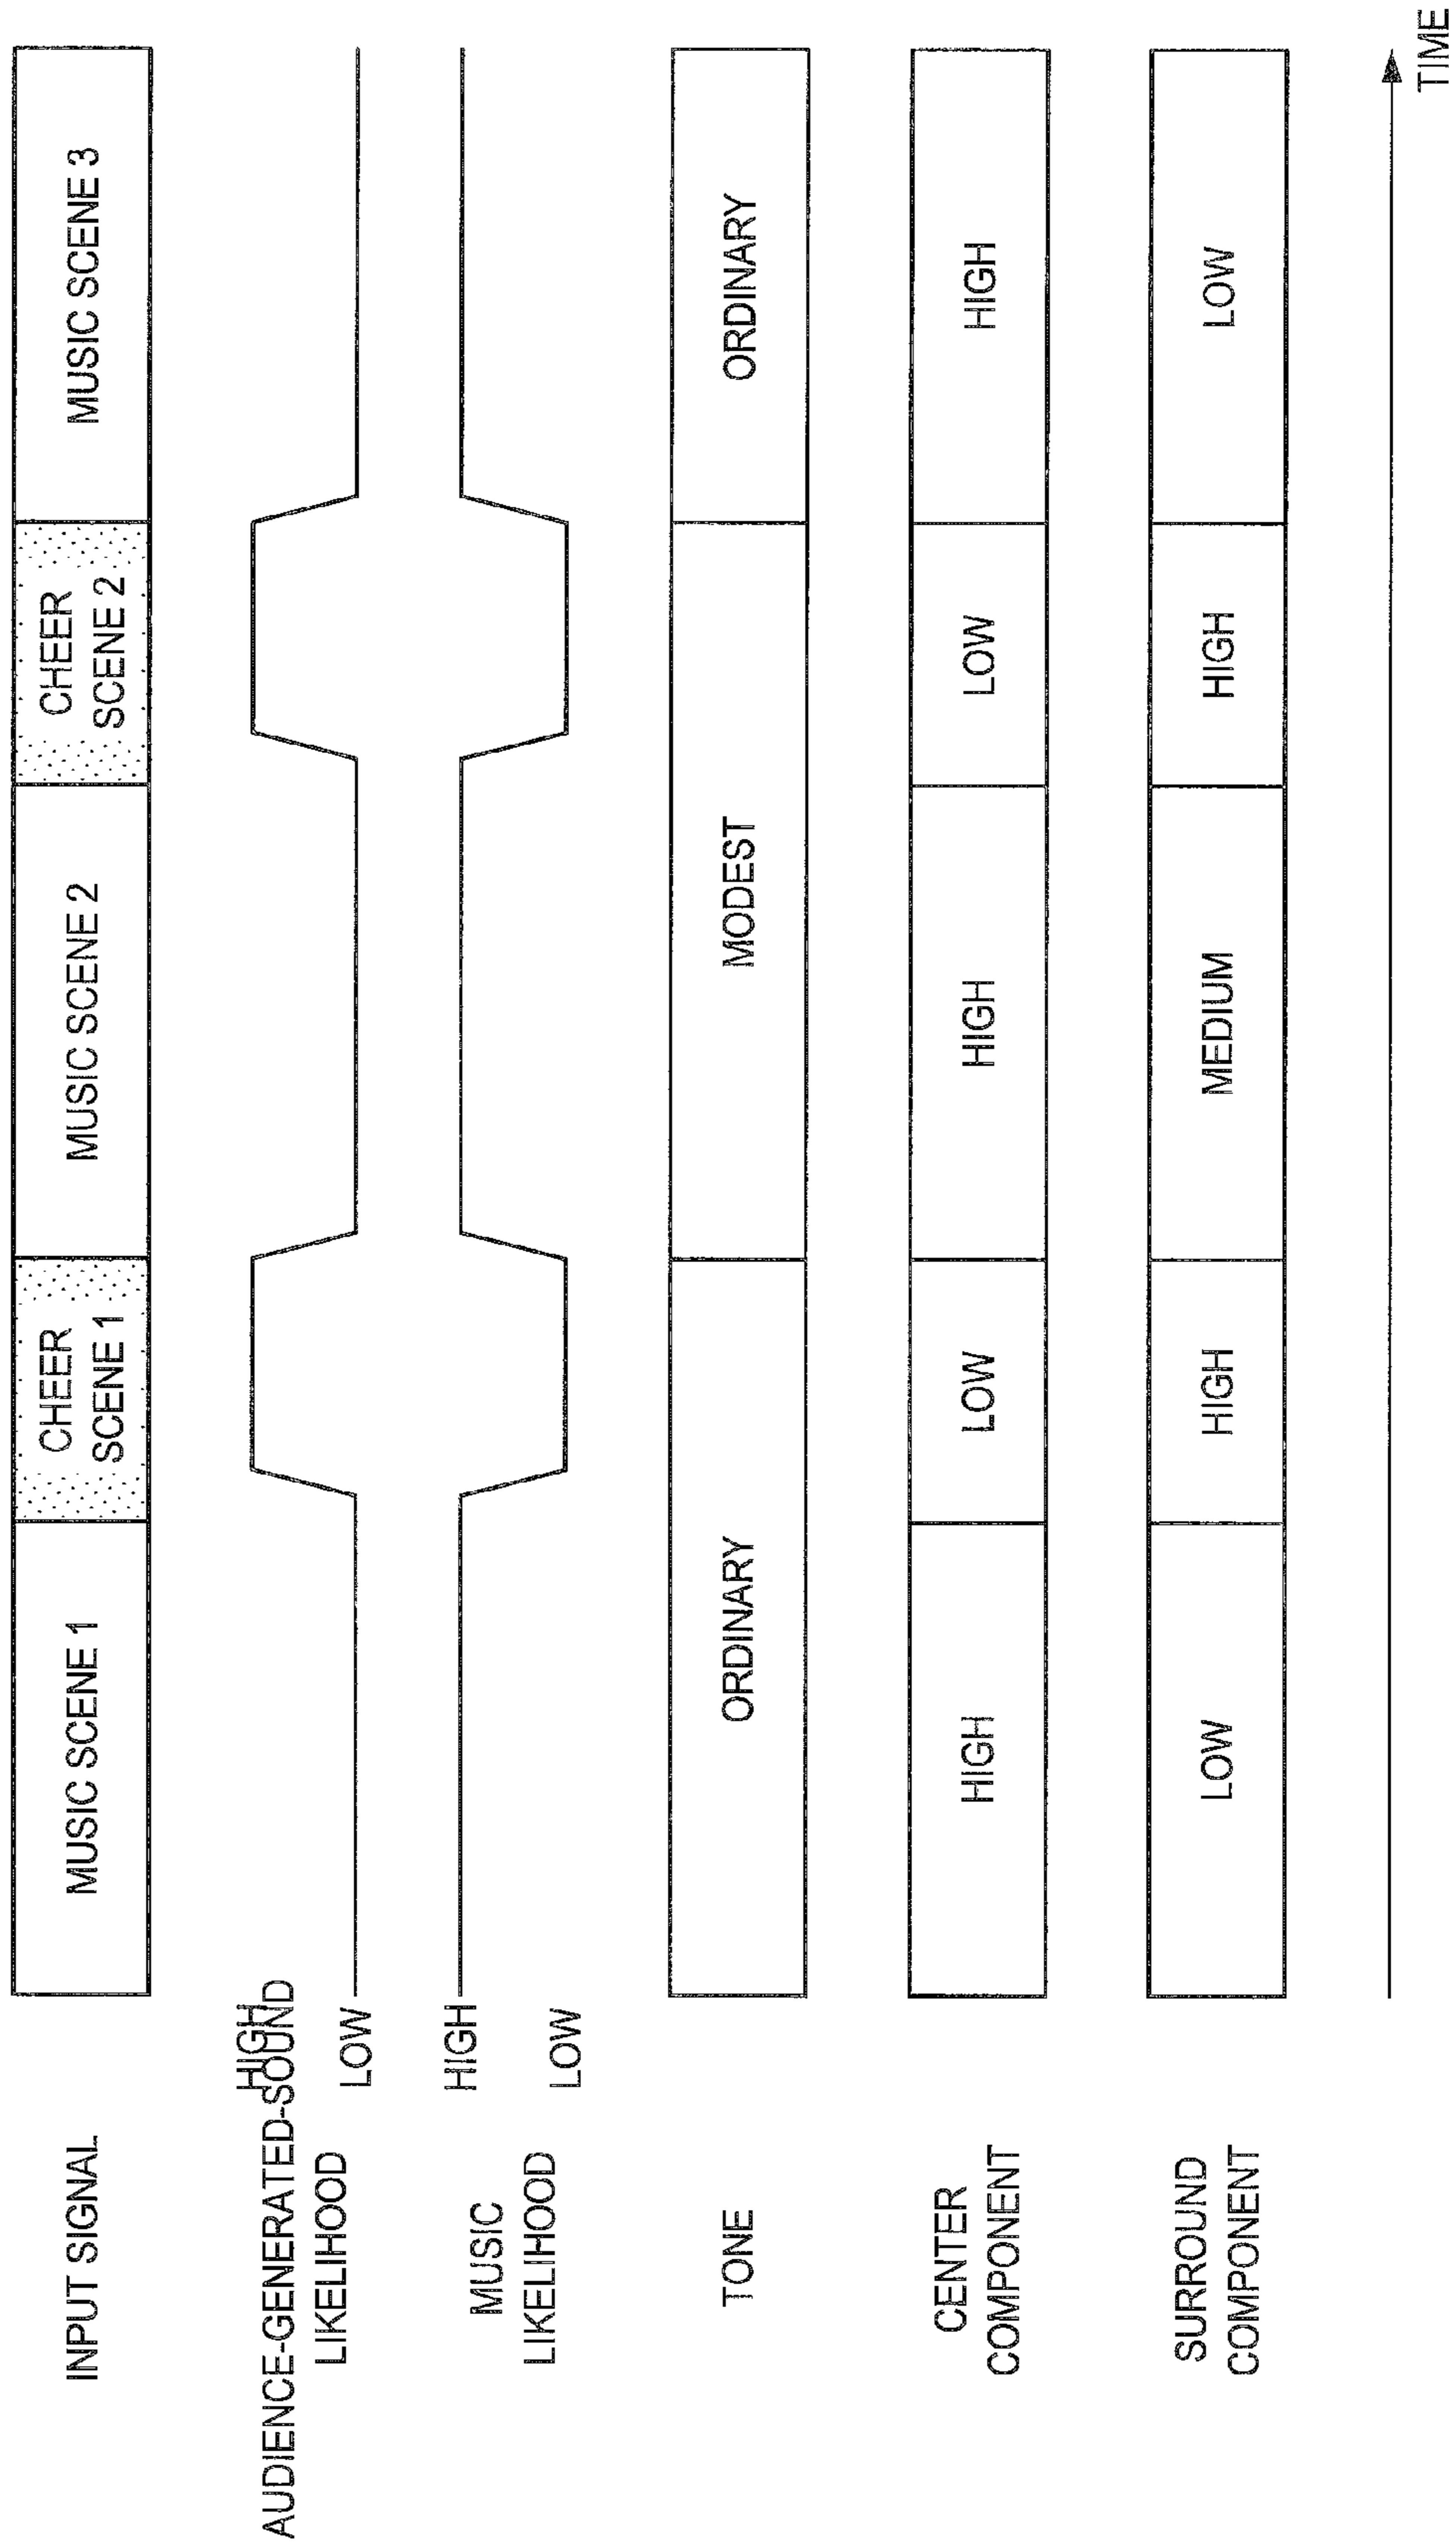 INPUT SIGNAL
MUSIC SCENE 1
CHEER
SCENE 1
MUSIC SCENE 2
CHEER
SCENE 2
MUSIC SCENE 3
AUDIENCE-GENERATED-SOUND
LIKELIHOOD
HIGH
LOW
MUSIC
LIKELIHOOD
HIGH
LOW
TONE
ORDINARY
MODEST
ORDINARY
CENTER
COMPONENT
HIGH
LOW
HIGH
LOW
HIGH
SURROUND
COMPONENT
LOW
HIGH
MEDIUM
HIGH
LOW
TIME